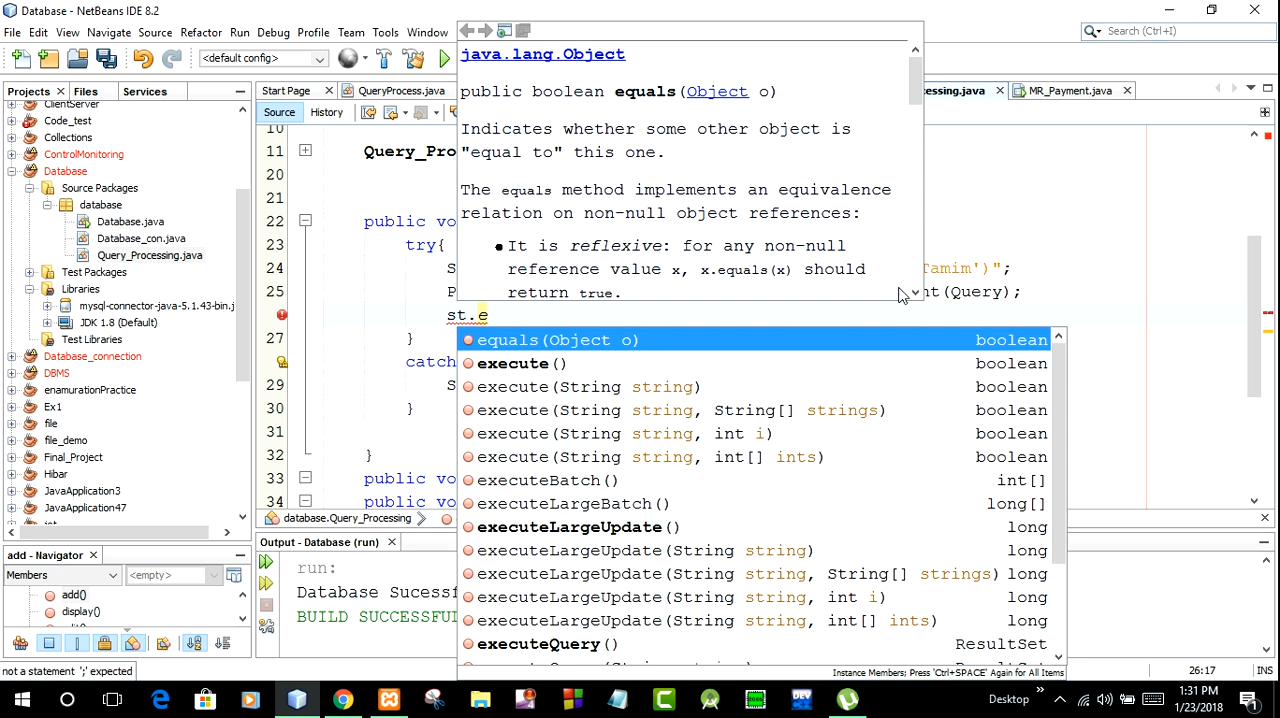 Database - NetBeans IDE 8.2
File Edit View Navigate Source Refactor Run Debug Profile Team Tools Window
Search (Ctrl+I)
<default config>
Projects Files Services
Start Page QueryProcess.java
essing.java MR_Payment.java
Source History
ClientServer
Code_test
Collections
ControlMonitoring
Database
Source Packages
database
Database.java
Database_con.java
Query_Processing.java
Test Packages
Libraries
mysql-connector-java-5.1.43-bin.j
JDK 1.8 (Default)
Test Libraries
Database_connection
DBMS
enamurationPractice
Ex1
file
file_demo
Final_Project
Hibar
JavaApplication3
JavaApplication47
10
11 Query_Pro
20
21
22 public vo
23 try{
24 S Tamim')";
25 P nt(Query);
st.e
27 }
catch
29 S
30 }
31
32 }
33 public vo
34 public vo
java.lang.Object
public boolean equals(Object o)
Indicates whether some other object is
"equal to" this one.
The equals method implements an equivalence
relation on non-null object references:
• It is reflexive: for any non-null
reference value x, x.equals(x) should
return true.
equals(Object o) boolean
execute() boolean
execute(String string) boolean
execute(String string, String[] strings) boolean
execute(String string, int i) boolean
execute(String string, int[] ints) boolean
executeBatch() int[]
executeLargeBatch() long[]
executeLargeUpdate() long
executeLargeUpdate(String string) long
executeLargeUpdate(String string, String[] strings) long
executeLargeUpdate(String string, int i) long
executeLargeUpdate(String string, int[] ints) long
executeQuery() ResultSet
Instance Members; Press 'Ctrl+SPACE' Again for All Items
database.Query_Processing
Output - Database (run)
run:
Database Sucessf
BUILD SUCCESSFUL
add - Navigator
Members <empty>
add()
display()
not a statement ';' expected
26:17 INS
Desktop
1:31 PM
1/23/2018